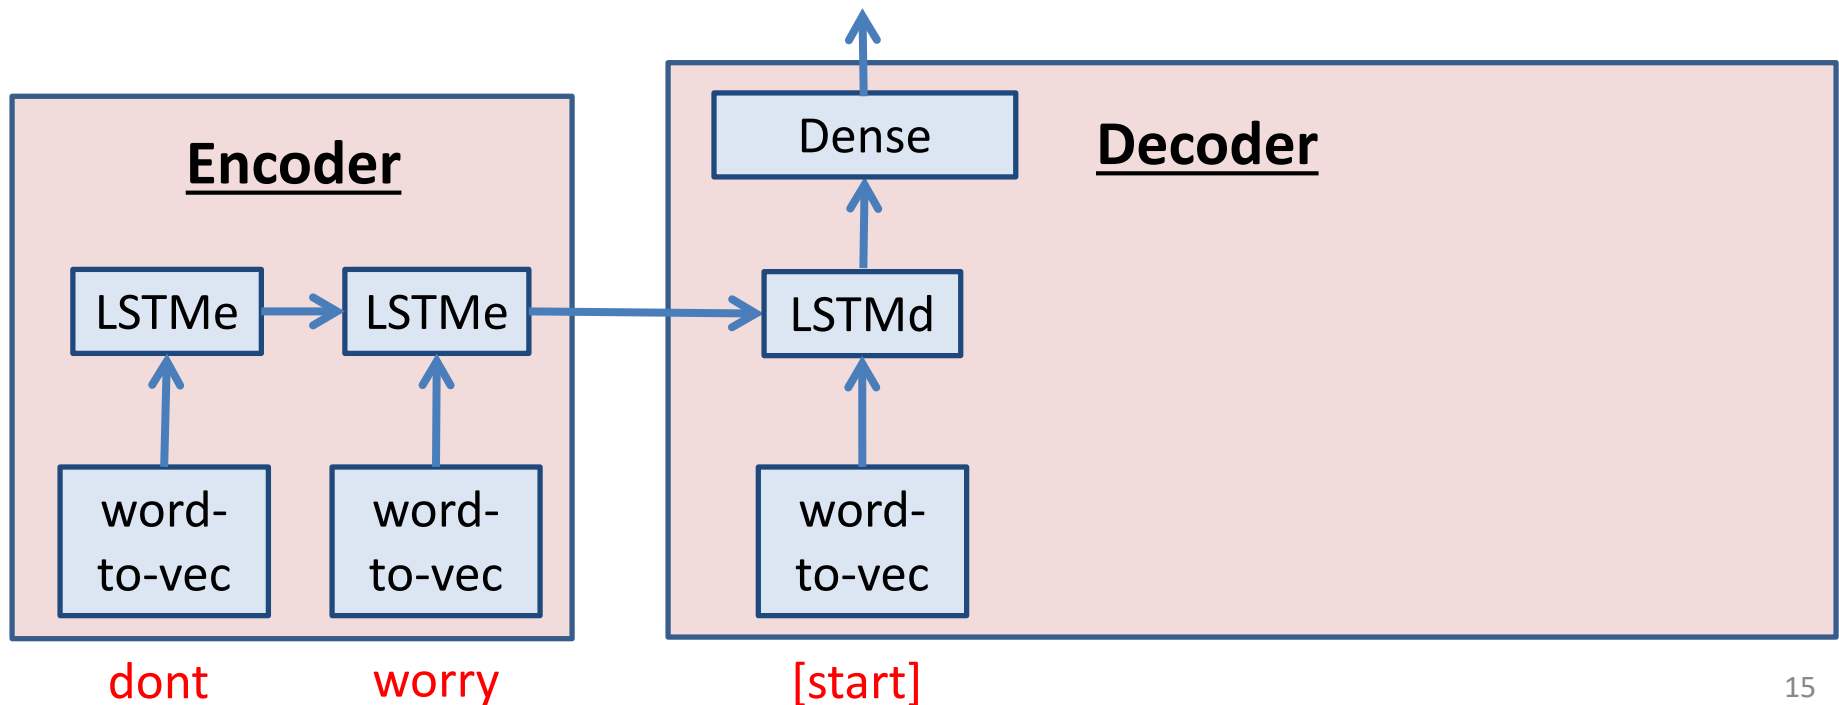 Encoder
LSTMe
LSTMe
word-
to-vec
word-
to-vec
dont
worry
Dense
Decoder
LSTMd
word-
to-vec
[start]
15